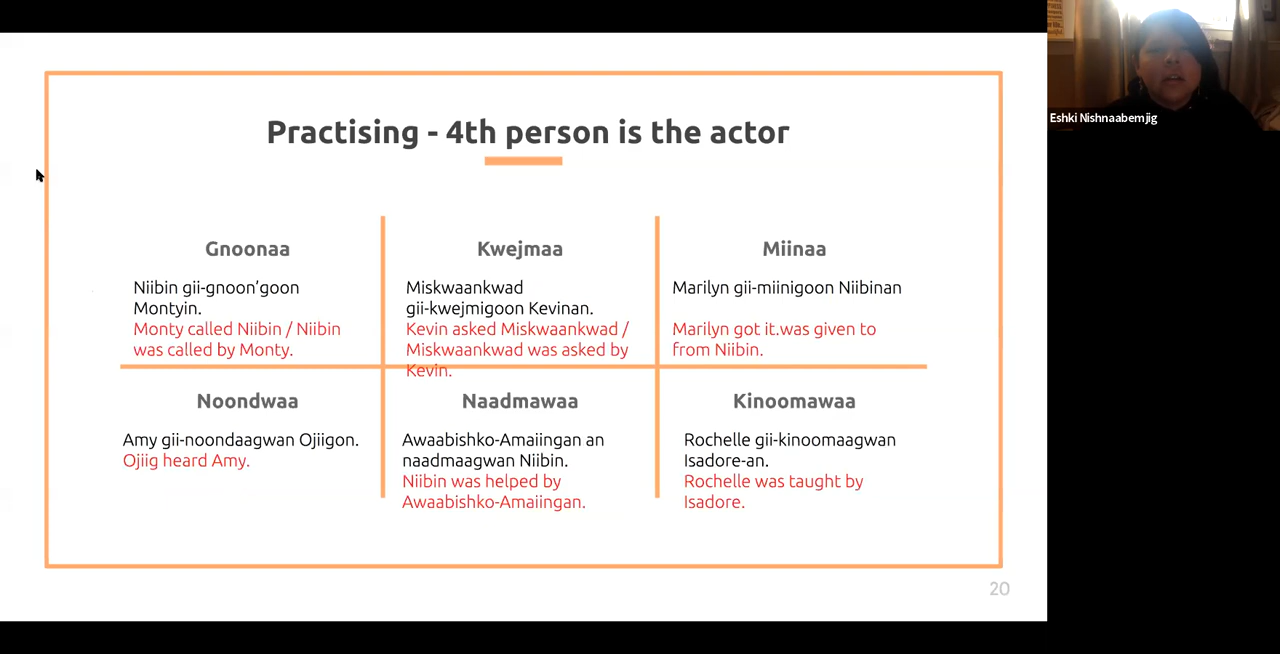 Practising - 4th person is the actor
Gnoonaa
Niibin gii-gnoon’goon
Montyin.
Monty called Niibin / Niibin
was called by Monty.
Kwejmaa
Miskwaankwad
gii-kwejmigoon Kevinan.
Kevin asked Miskwaankwad /
Miskwaankwad was asked by
Kevin.
Miinaa
Marilyn gii-miinigoon Niibinan
Marilyn got it.was given to
from Niibin.
Noondwaa
Amy gii-noondaagwan Ojiigon.
Ojiig heard Amy.
Naadmawaa
Awaabishko-Amaiingan an
naadmaagwan Niibin.
Niibin was helped by
Awaabishko-Amaiingan.
Kinoomawaa
Rochelle gii-kinoomaagwan
Isadore-an.
Rochelle was taught by
Isadore.
20
Eshki Nishnaabemjig